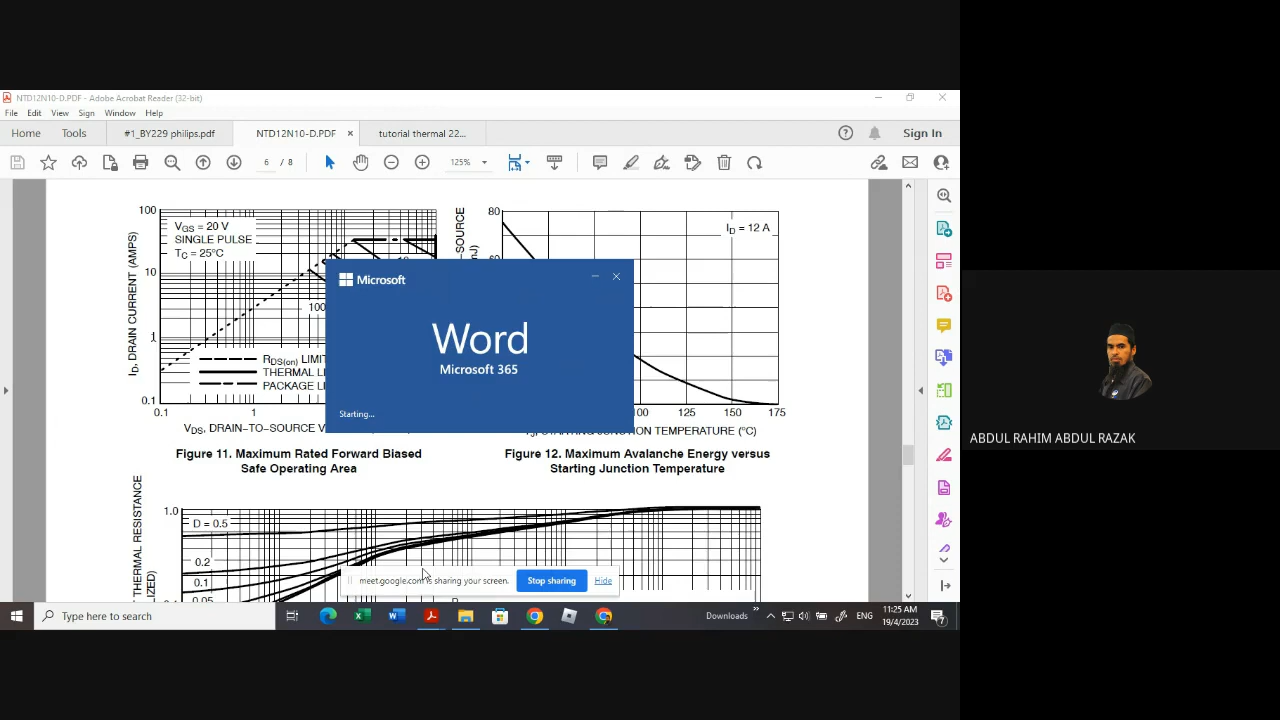 NTD12N10-D.PDF - Adobe Acrobat Reader (32-bit)
File Edit View Sign Window Help
Home Tools #1_BY229 philips.pdf NTD12N10-D.PDF × tutorial thermal 22... Sign In
6 / 8 125%
100
10
1
0.1
ID, DRAIN CURRENT (AMPS)
VGS = 20 V
SINGLE PULSE
TC = 25°C
100
RDS(on) LIMI
THERMAL LI
PACKAGE LI
0.1 1
VDS, DRAIN-TO-SOURCE V
Figure 11. Maximum Rated Forward Biased
Safe Operating Area
Microsoft
Word
Microsoft 365
Starting...
-SOURCE
80
60
ID = 12 A
100 125 150 175
STARTING JUNCTION TEMPERATURE (°C)
Figure 12. Maximum Avalanche Energy versus
Starting Junction Temperature
THERMAL RESISTANCE
1.0
D = 0.5
0.2
0.1
0.05
meet.google.com is sharing your screen. Stop sharing Hide
Type here to search
Downloads
ENG
11:25 AM
19/4/2023
7
ABDUL RAHIM ABDUL RAZAK